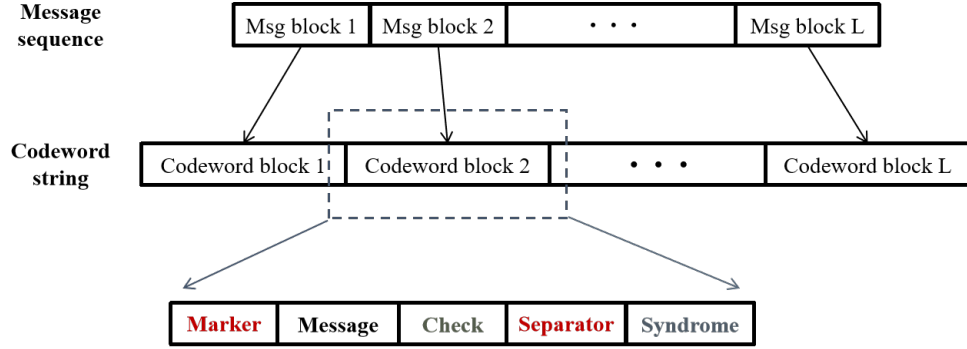 Message
sequence
Msg block 1 Msg block 2 · · · Msg block L
Codeword
string
Codeword block 1 Codeword block 2 · · · Codeword block L
Marker Message Check Separator Syndrome